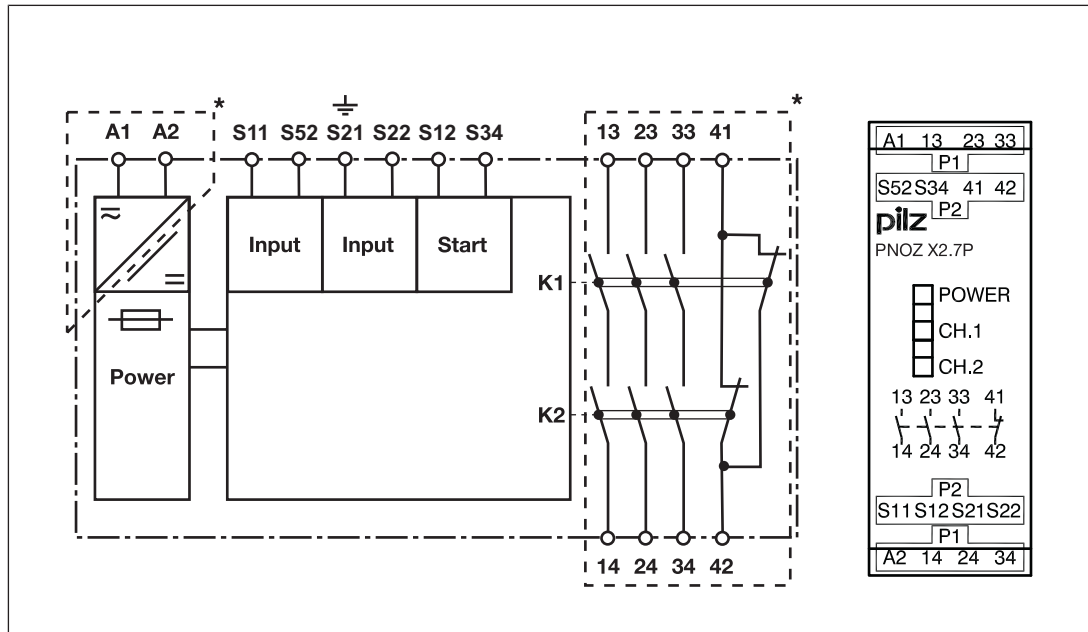 * *
A1 A2 S11 S52 S21 S22 S12 S34 13 23 33 41
Input Input Start
K1
Power
K2
14 24 34 42
A1 13 23 33
P1
S52 S34 41 42
P2
pilz
PNOZ X2.7P
POWER
CH.1
CH.2
13 23 33 41
14 24 34 42
P2
S11 S12 S21 S22
P1
A2 14 24 34